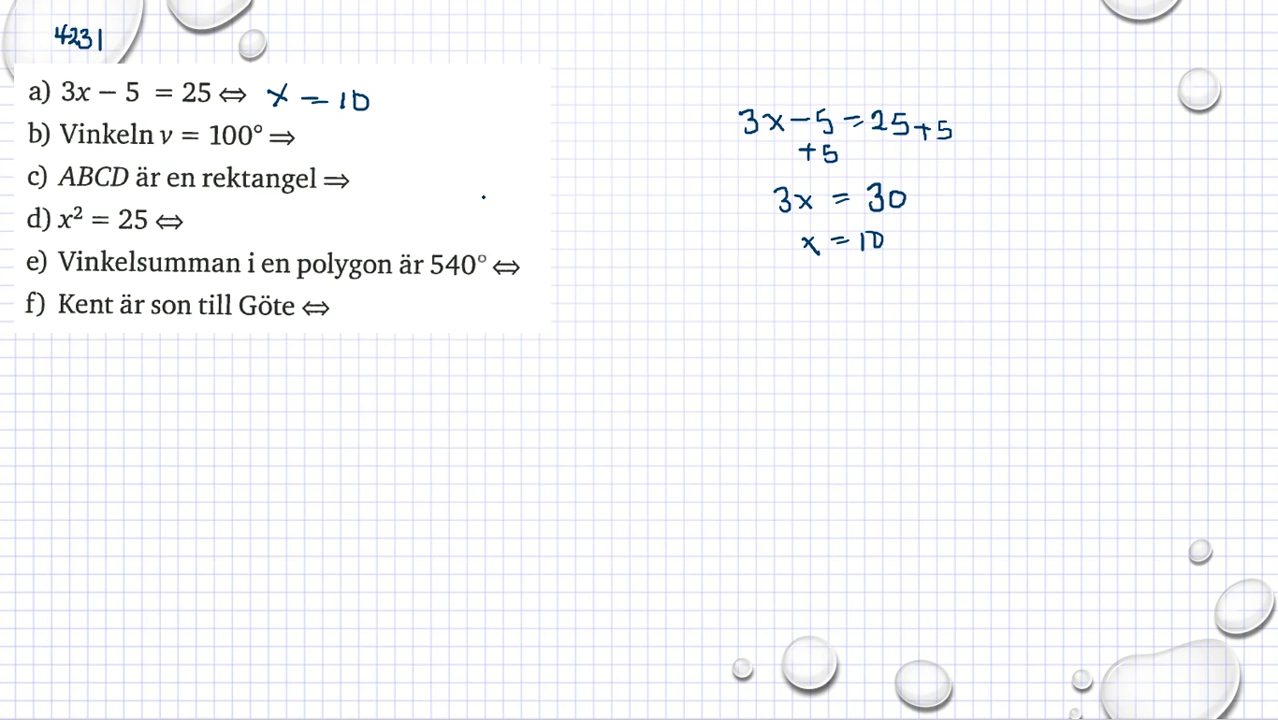 4231
a) 3x − 5 = 25 ⇔ x = 10
b) Vinkeln v = 100° ⇒
c) ABCD är en rektangel ⇒
d) x² = 25 ⇔
e) Vinkelsumman i en polygon är 540° ⇔
f) Kent är son till Göte ⇔
3x − 5 = 25 + 5
+5
3x = 30
x = 10